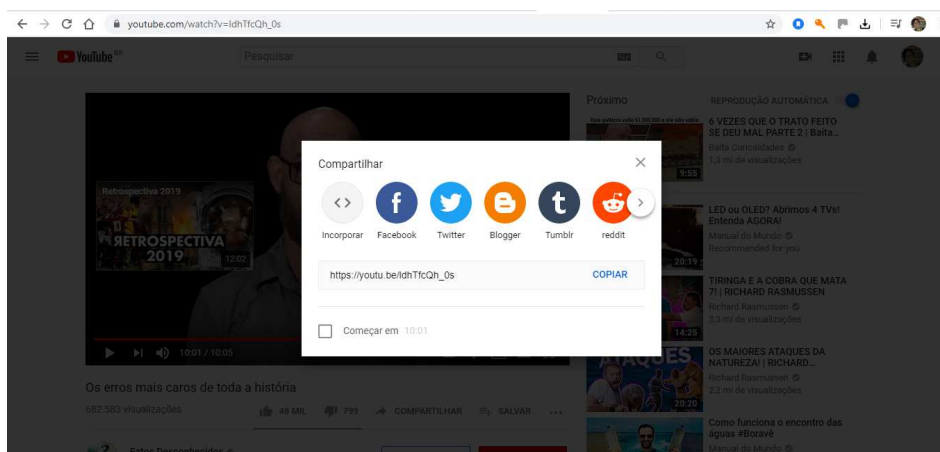 youtube.com/watch?v=ldhTfcQh_0s
YouTube BR
Pesquisar
Retrospectiva 2019
RETROSPECTIVA
2019
12:02
10:01 / 10:05
Compartilhar
Incorporar
Facebook
Twitter
Blogger
Tumblr
reddit
https://youtu.be/ldhTfcQh_0s
COPIAR
Começar em 10:01
Os erros mais caros de toda a história
682.583 visualizações
48 MIL
799
COMPARTILHAR
SALVAR
Fatos Desconhecidos
Próximo
REPRODUÇÃO AUTOMÁTICA
9:55
6 VEZES QUE O TRATO FEITO
SE DEU MAL PARTE 2 | Baita...
Baita Curiosidades
1,3 mi de visualizações
20:19
LED ou OLED? Abrimos 4 TVs!
Entenda AGORA!
Manual do Mundo
Recommended for you
14:25
TIRINGA E A COBRA QUE MATA
7! | RICHARD RASMUSSEN
Richard Rasmussen
3,3 mi de visualizações
ATAQUES
20:20
OS MAIORES ATAQUES DA
NATUREZA! | RICHARD...
Richard Rasmussen
2,2 mi de visualizações
Como funciona o encontro das
águas #Boravê
Manual do Mundo